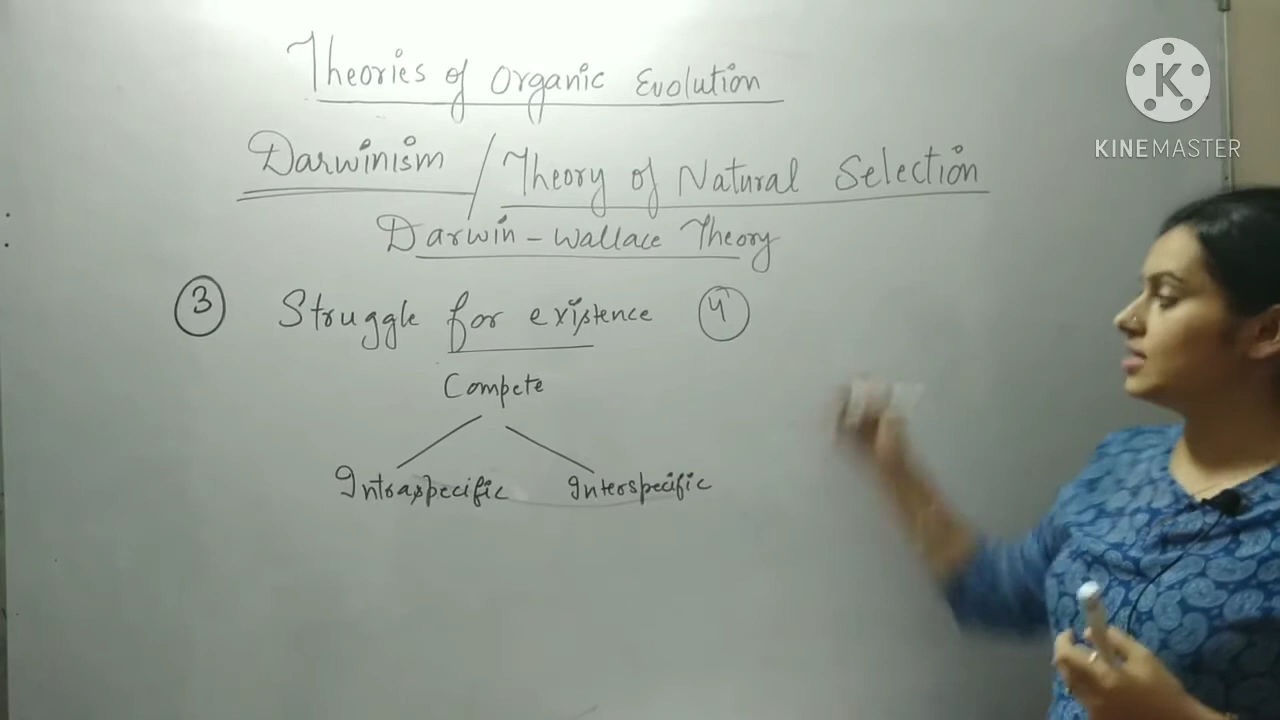 Theories of Organic Evolution
Darwinism / Theory of Natural Selection
Darwin - Wallace Theory
3 Struggle for existence 4
Compete
Intraspecific Interspecific
K
KINEMASTER